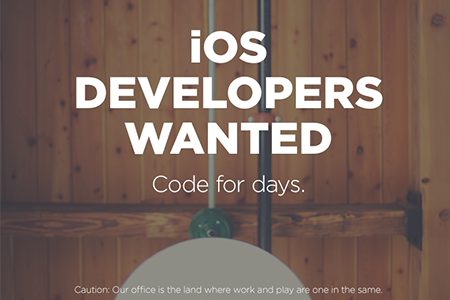 iOS
DEVELOPERS
WANTED
Code for days.
Caution: Our office is the land where work and play are one in the same.